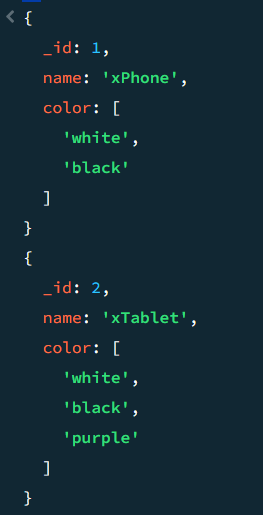 {
  _id: 1,
  name: 'xPhone',
  color: [
    'white',
    'black'
  ]
}
{
  _id: 2,
  name: 'xTablet',
  color: [
    'white',
    'black',
    'purple'
  ]
}